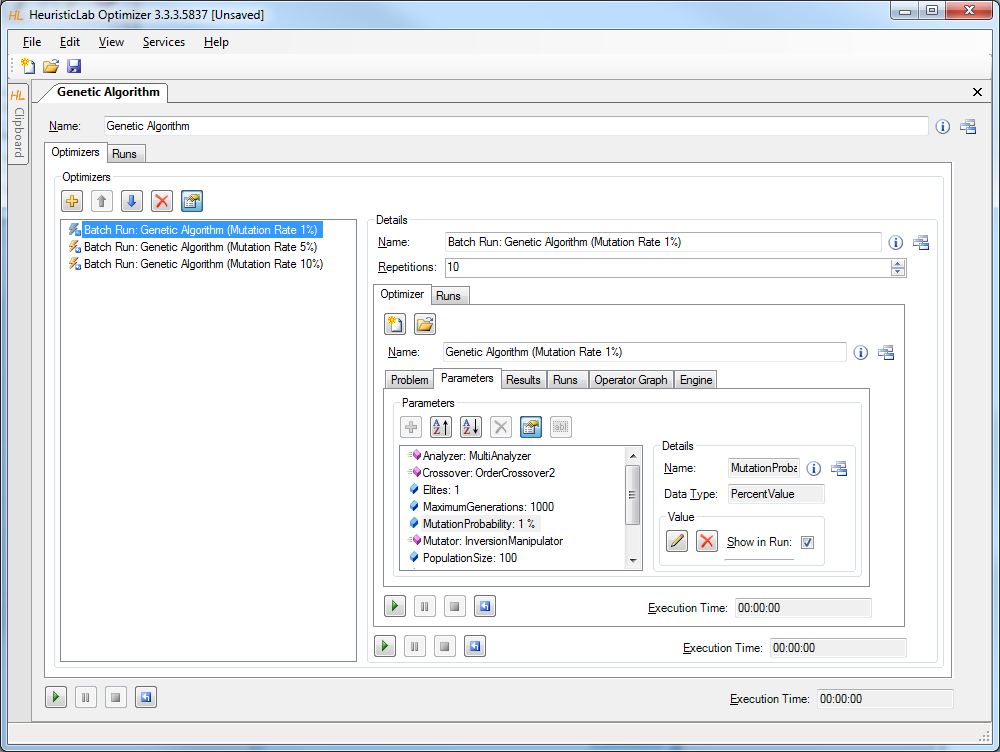 HL HeuristicLab Optimizer 3.3.3.5837 [Unsaved]
File Edit View Services Help
HL Clipboard
Genetic Algorithm
Name: Genetic Algorithm
Optimizers Runs
Optimizers
Batch Run: Genetic Algorithm (Mutation Rate 1%)
Batch Run: Genetic Algorithm (Mutation Rate 5%)
Batch Run: Genetic Algorithm (Mutation Rate 10%)
Details
Name: Batch Run: Genetic Algorithm (Mutation Rate 1%)
Repetitions: 10
Optimizer Runs
Name: Genetic Algorithm (Mutation Rate 1%)
Problem Parameters Results Runs Operator Graph Engine
Parameters
A Z A Z ab|
Analyzer: MultiAnalyzer
Crossover: OrderCrossover2
Elites: 1
MaximumGenerations: 1000
MutationProbability: 1 %
Mutator: InversionManipulator
PopulationSize: 100
Details
Name: MutationProba
Data Type: PercentValue
Value
Show in Run:
Execution Time: 00:00:00
Execution Time: 00:00:00
Execution Time: 00:00:00